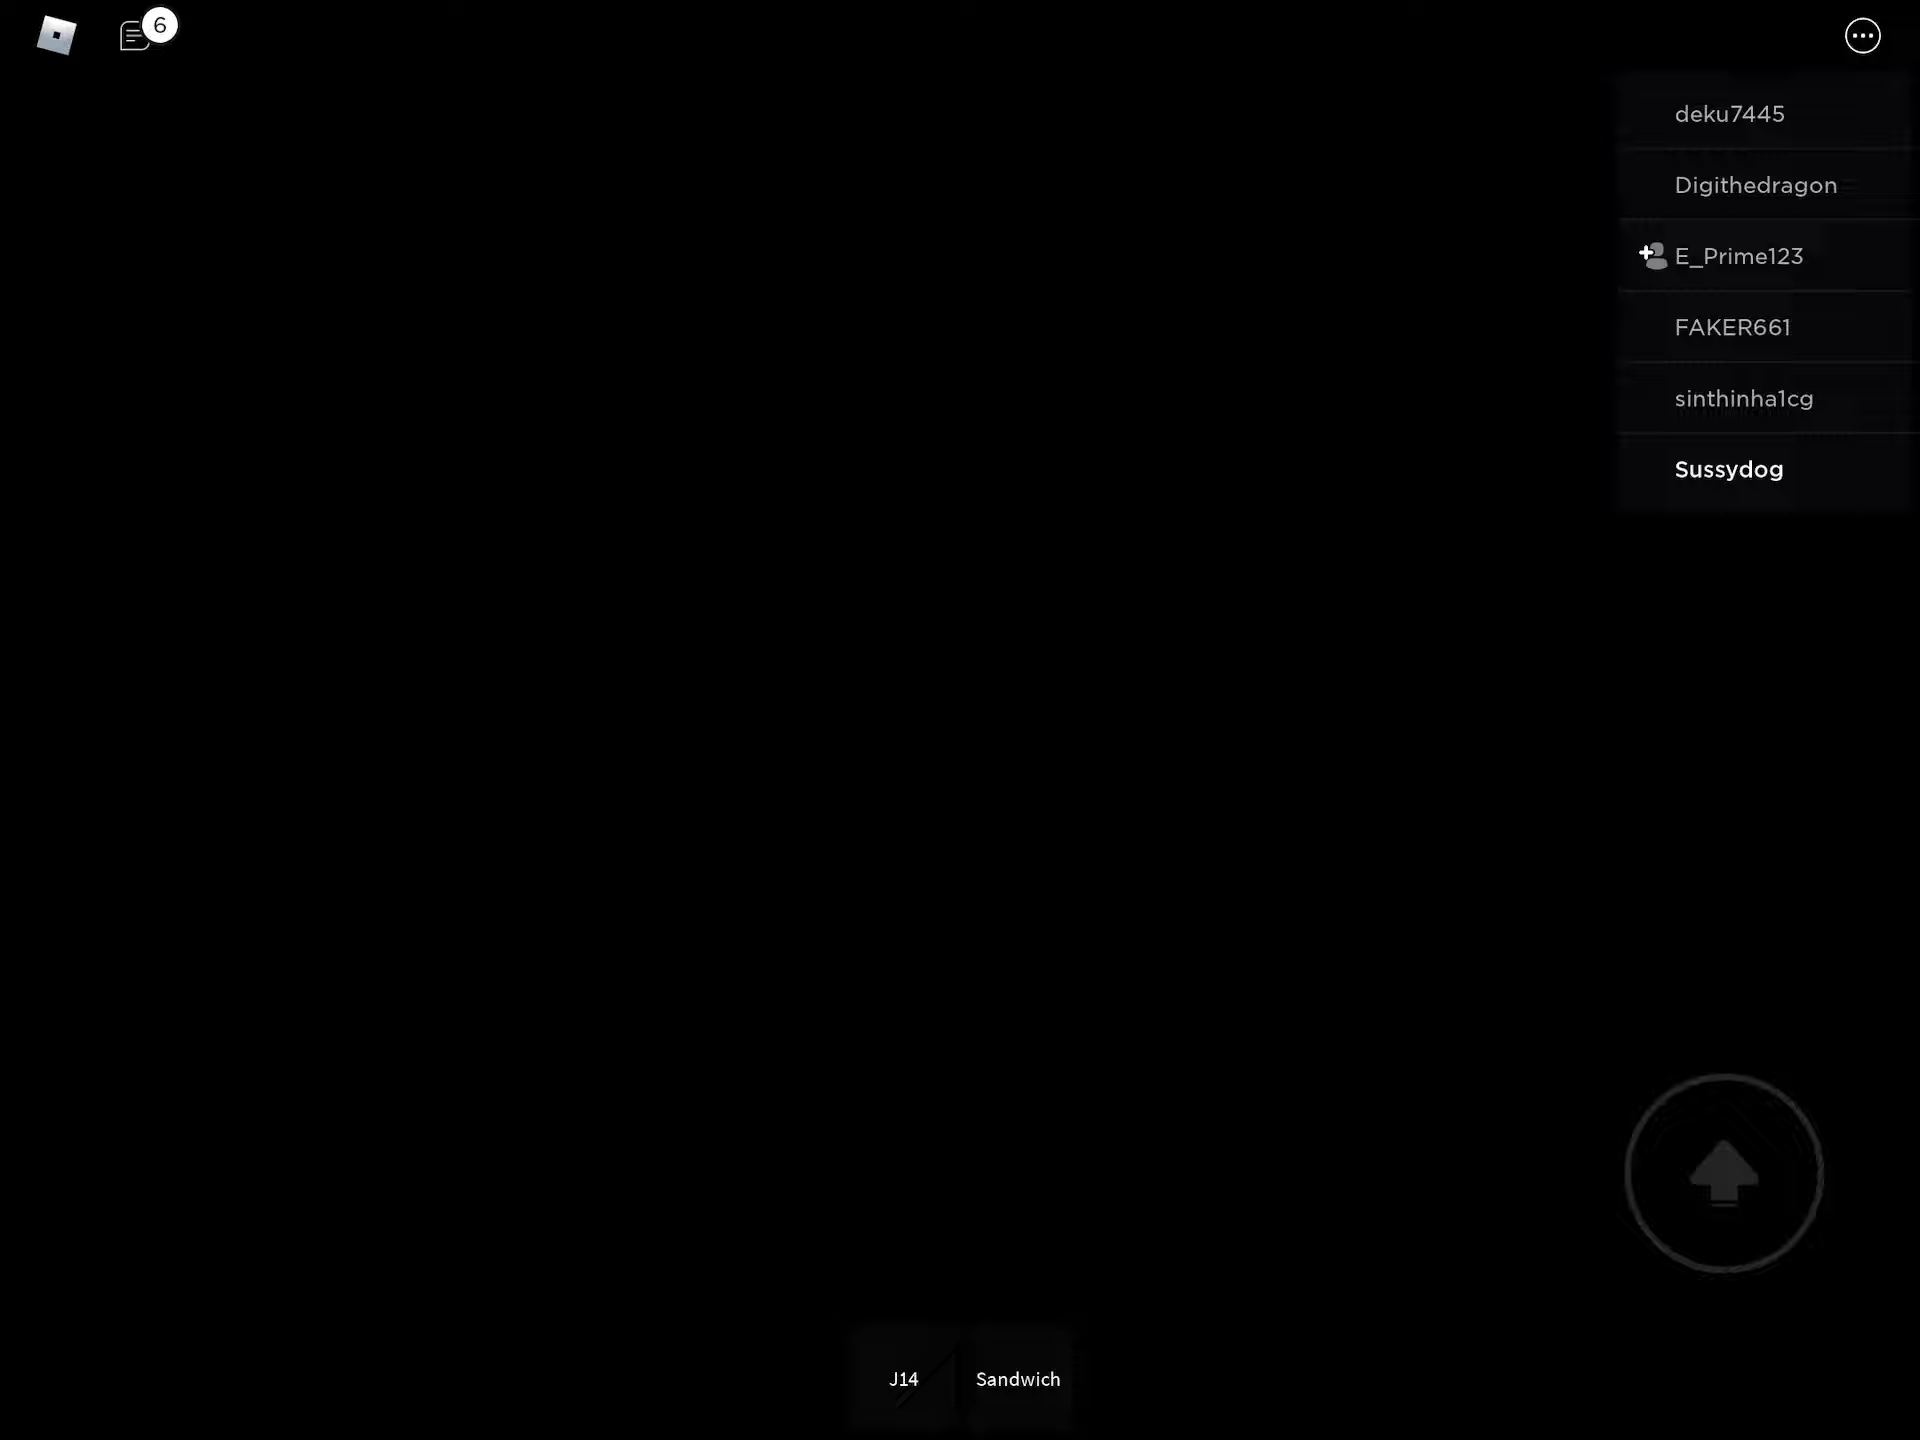 6
deku7445
Digithedragon
E_Prime123
FAKER661
sinthinha1cg
Sussydog
J14
Sandwich